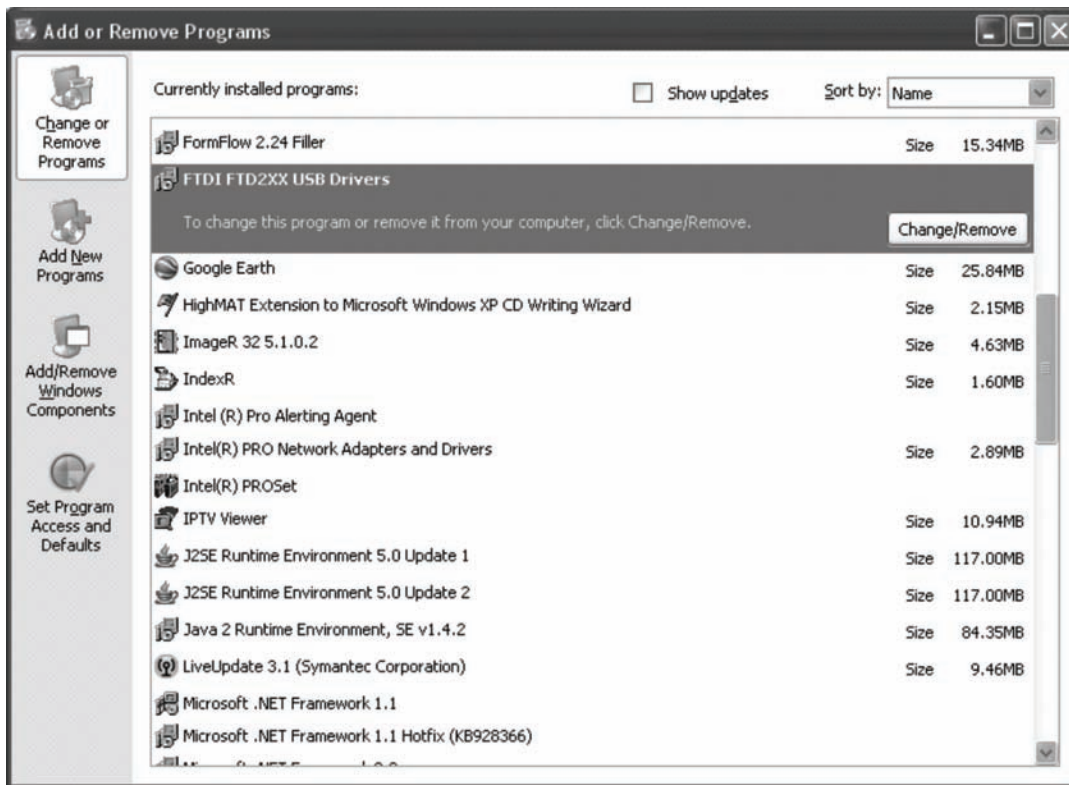 Add or Remove Programs
Change or
Remove
Programs
Add New
Programs
Add/Remove
Windows
Components
Set Program
Access and
Defaults
Currently installed programs:
Show updates
Sort by: Name
FormFlow 2.24 Filler Size 15.34MB
FTDI FTD2XX USB Drivers
To change this program or remove it from your computer, click Change/Remove.
Change/Remove
Google Earth Size 25.84MB
HighMAT Extension to Microsoft Windows XP CD Writing Wizard Size 2.15MB
ImageR 32 5.1.0.2 Size 4.63MB
IndexR Size 1.60MB
Intel (R) Pro Alerting Agent
Intel(R) PRO Network Adapters and Drivers Size 2.89MB
Intel(R) PROSet
IPTV Viewer Size 10.94MB
J2SE Runtime Environment 5.0 Update 1 Size 117.00MB
J2SE Runtime Environment 5.0 Update 2 Size 117.00MB
Java 2 Runtime Environment, SE v1.4.2 Size 84.35MB
LiveUpdate 3.1 (Symantec Corporation) Size 9.46MB
Microsoft .NET Framework 1.1
Microsoft .NET Framework 1.1 Hotfix (KB928366)